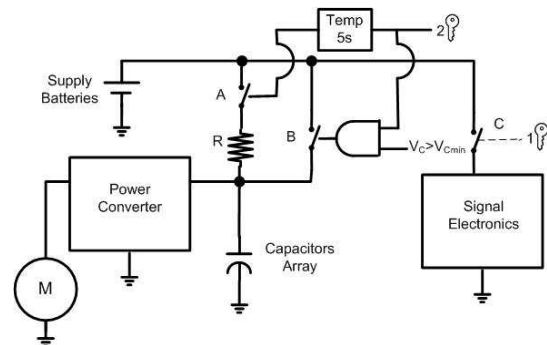 Temp
5s
2
Supply
Batteries
A
R
B
C
V_C>V_Cmin
1
Power
Converter
Signal
Electronics
Capacitors
Array
M